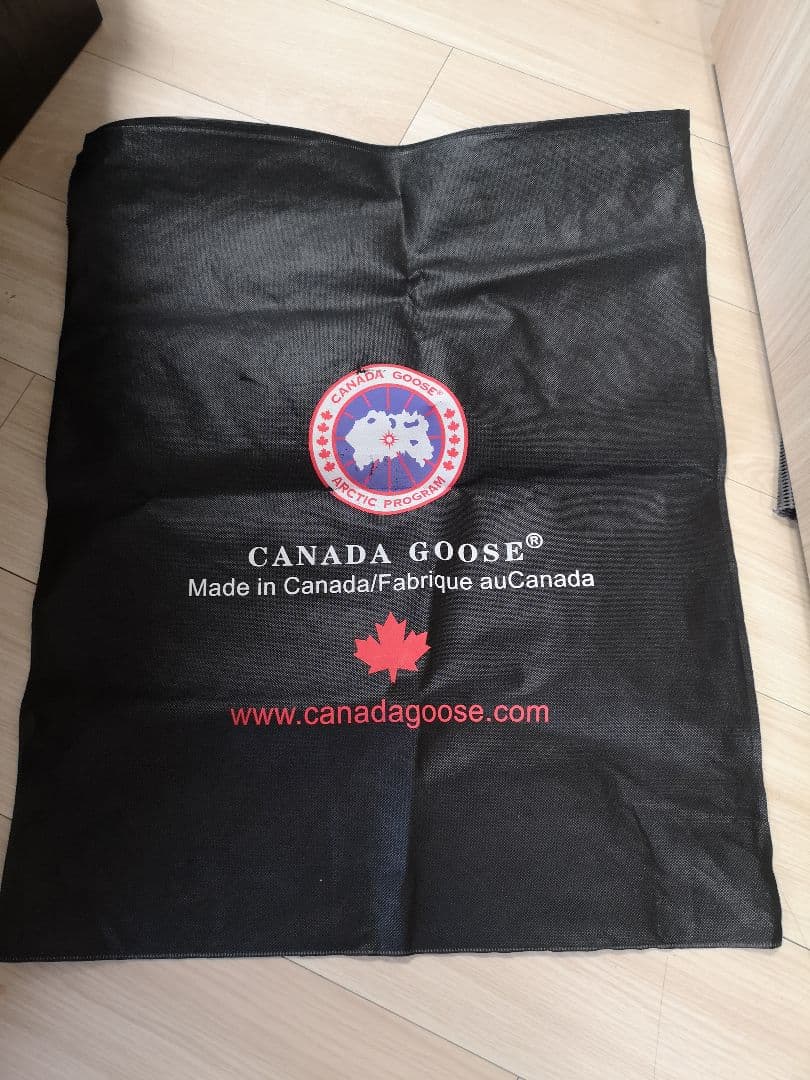 CANADA GOOSE®
ARCTIC PROGRAM
CANADA GOOSE®
Made in Canada/Fabrique auCanada
www.canadagoose.com